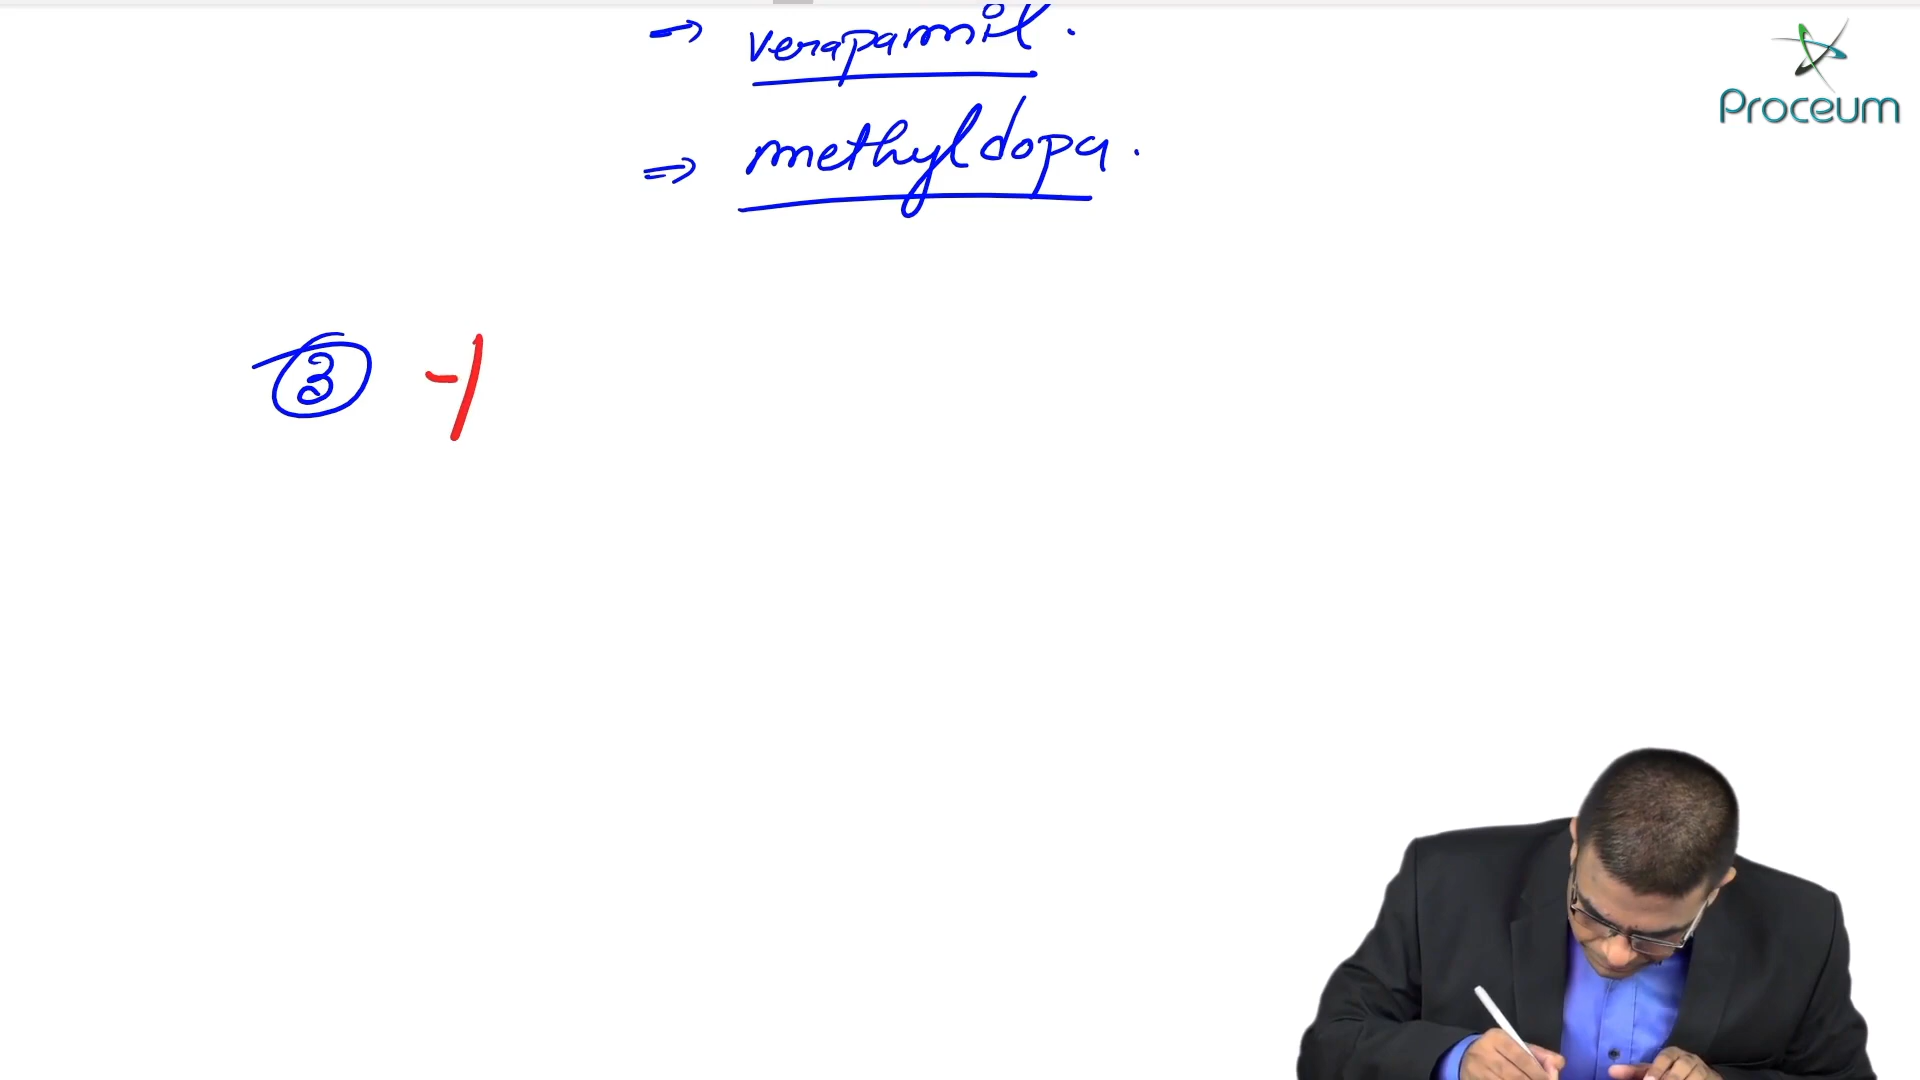 → verapamil.
Proceum
⇒ methyldopa.
③ -